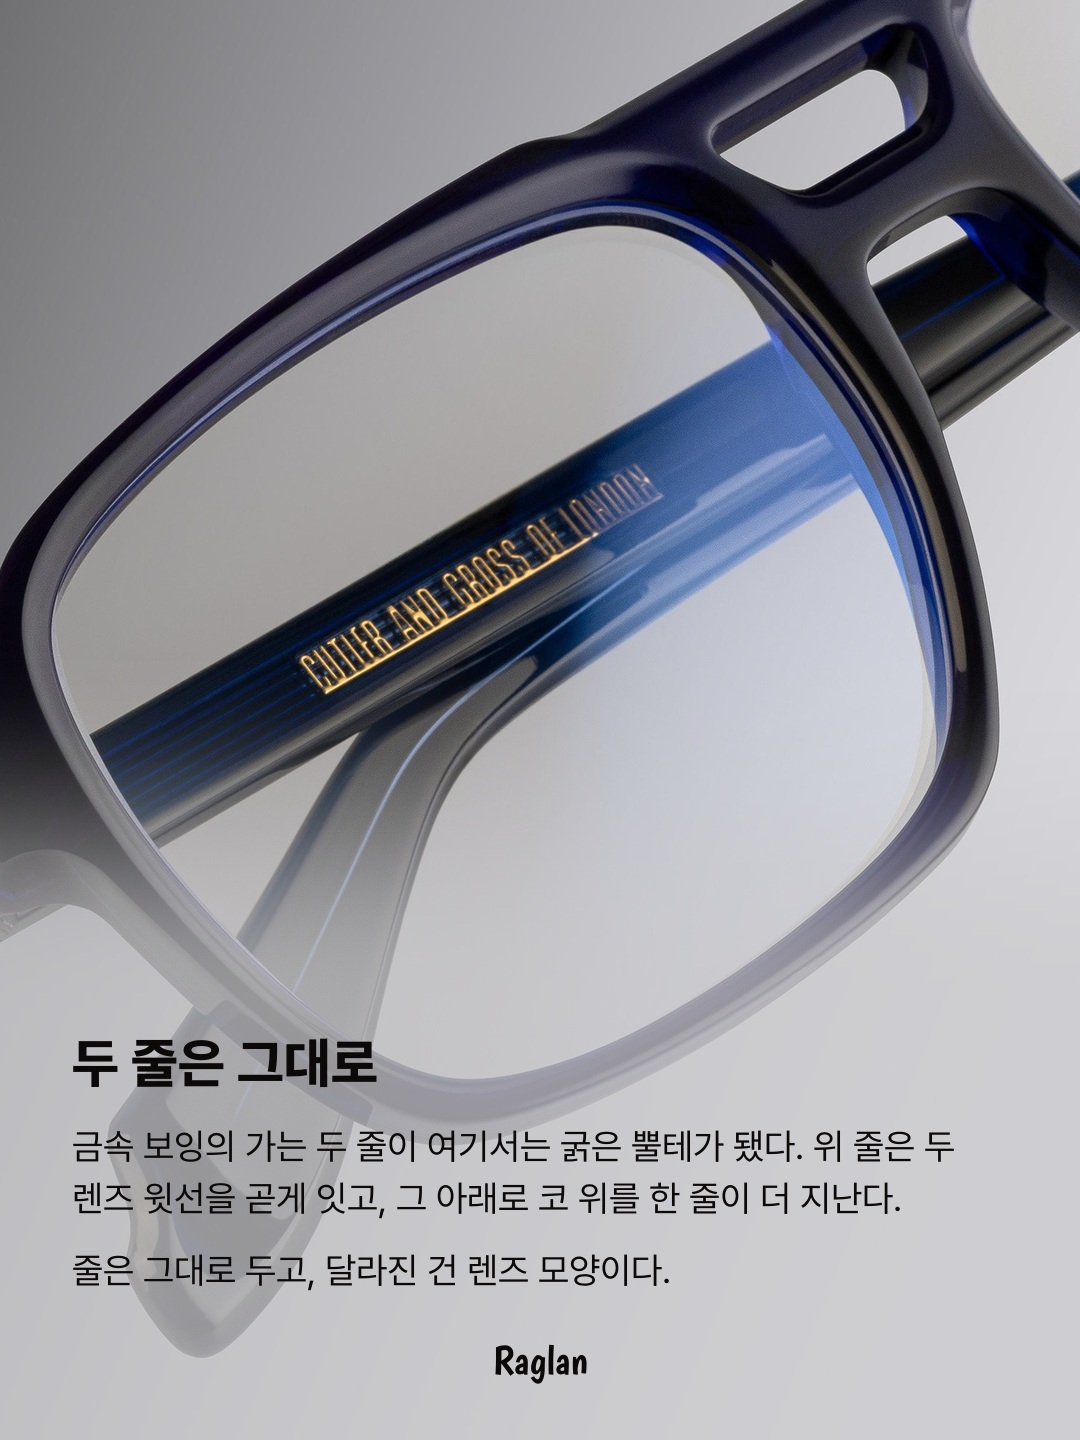 CUTLER AND GROSS OF LONDON
두 줄은 그대로
금속 보잉의 가는 두 줄이 여기서는 굵은 뿔테가 됐다. 위 줄은 두
렌즈 윗선을 곧게 잇고, 그 아래로 코 위를 한 줄이 더 지난다.
줄은 그대로 두고, 달라진 건 렌즈 모양이다.
Raglan